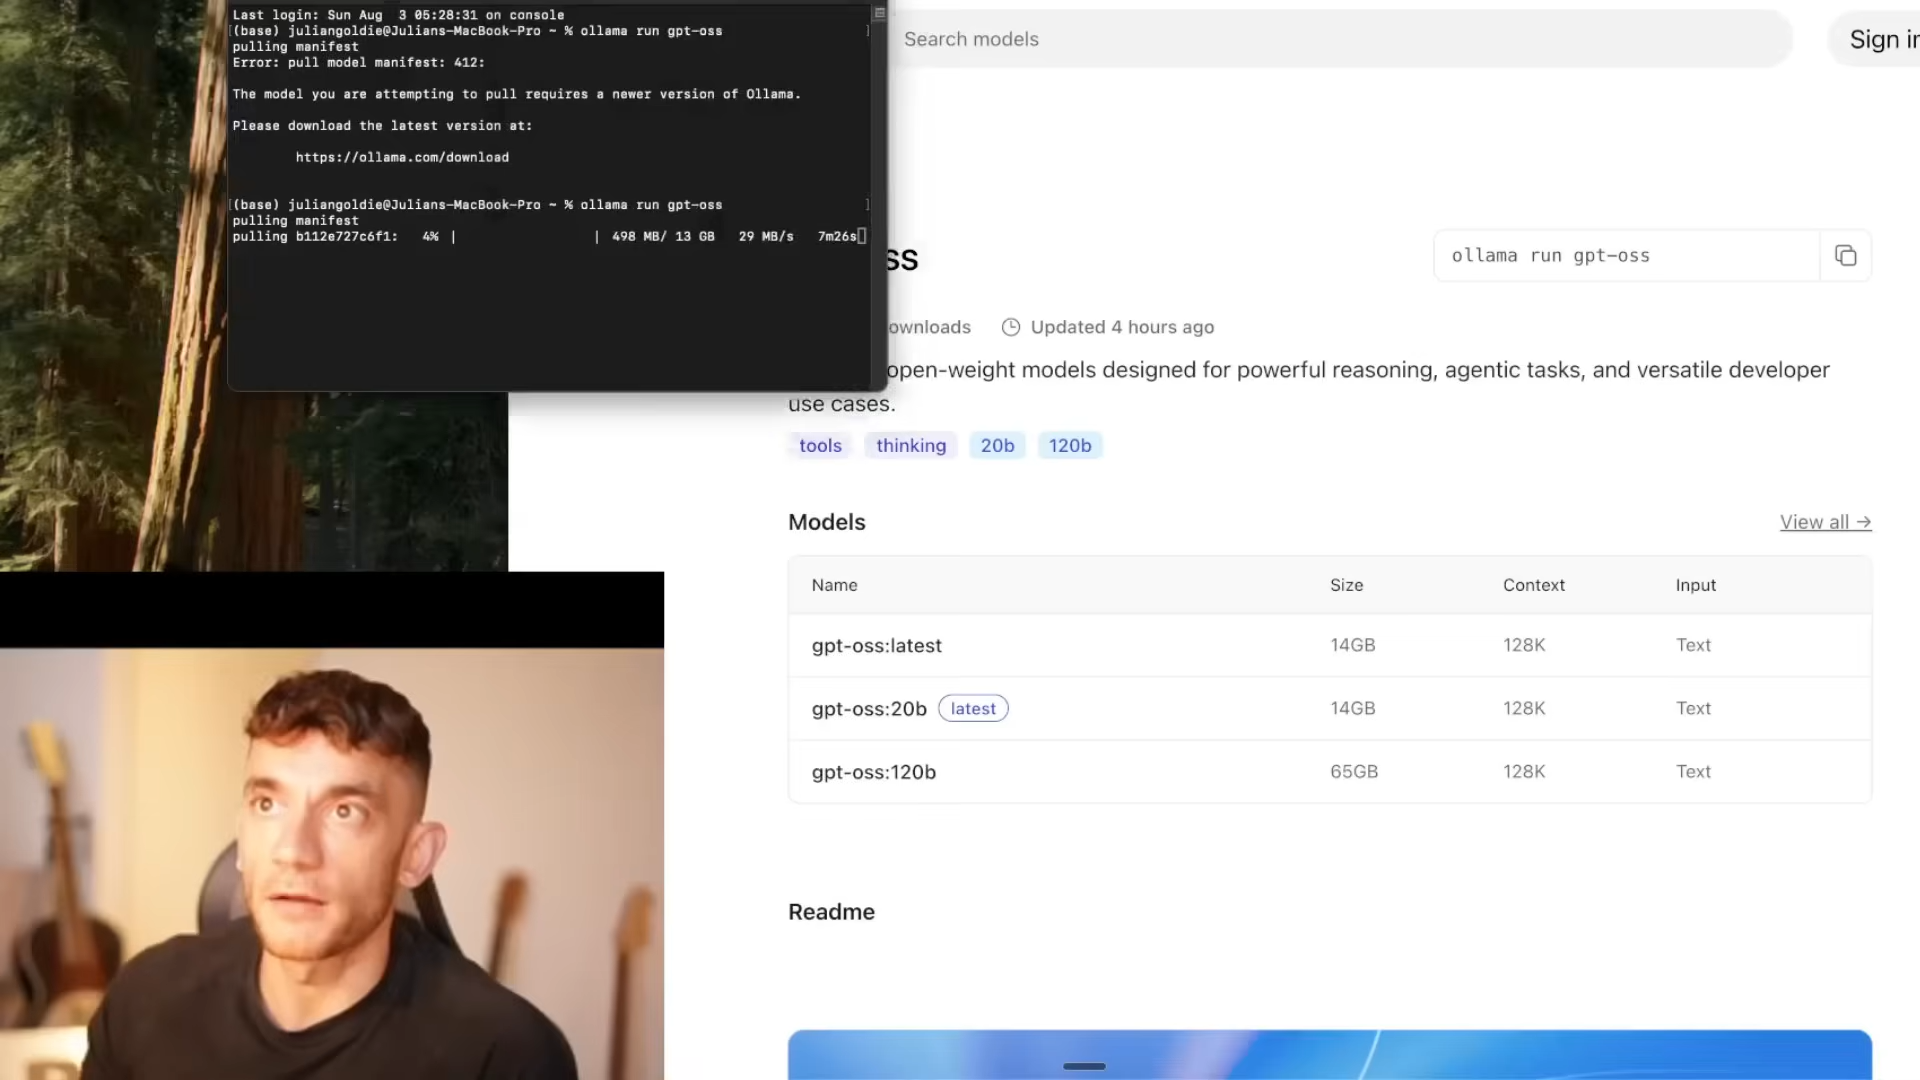 Last login: Sun Aug  3 05:28:31 on console
[(base) juliangoldie@Julians-MacBook-Pro ~ % ollama run gpt-oss ]
pulling manifest
Error: pull model manifest: 412:
The model you are attempting to pull requires a newer version of Ollama.
Please download the latest version at:
https://ollama.com/download
[(base) juliangoldie@Julians-MacBook-Pro ~ % ollama run gpt-oss ]
pulling manifest
pulling b112e727c6f1:   4% |                  | 498 MB/ 13 GB   29 MB/s   7m26s
Search models
Sign in
ss
ollama run gpt-oss
ownloads
Updated 4 hours ago
open-weight models designed for powerful reasoning, agentic tasks, and versatile developer
use cases.
tools thinking 20b 120b
Models
View all →
Name Size Context Input
gpt-oss:latest 14GB 128K Text
gpt-oss:20b latest 14GB 128K Text
gpt-oss:120b 65GB 128K Text
Readme